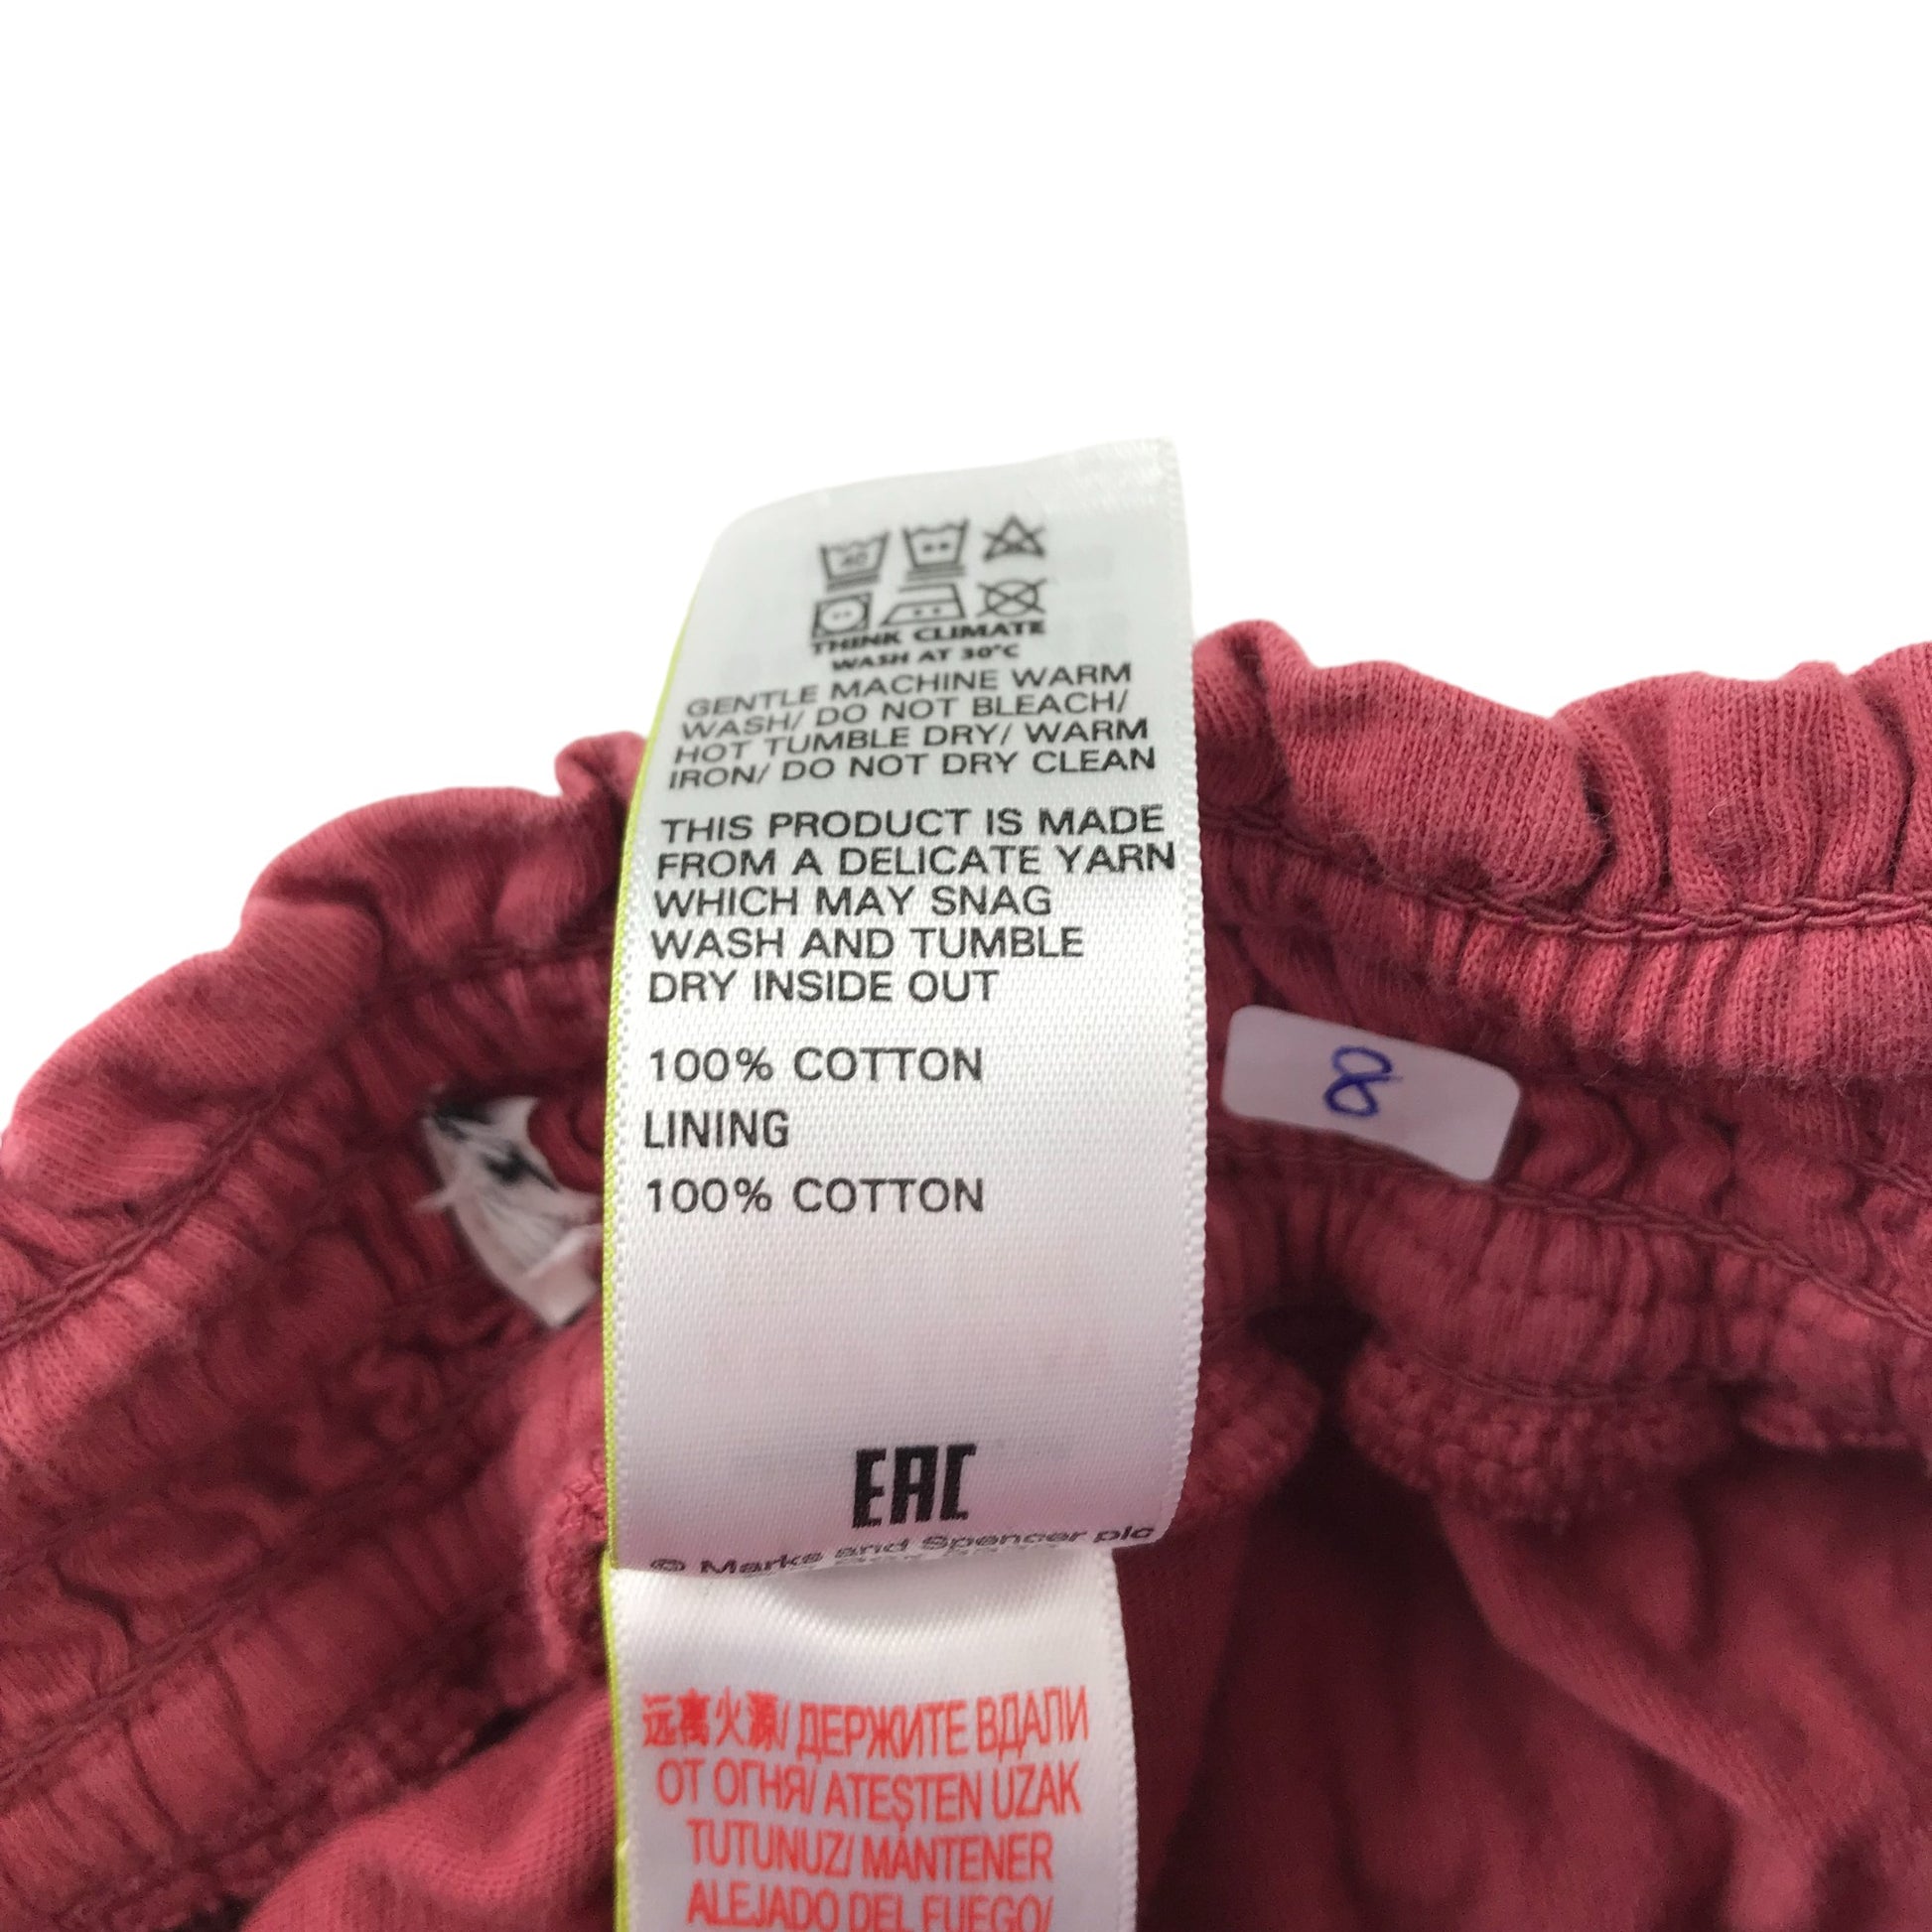 40
THINK CLIMATE
WASH AT 30°C
GENTLE MACHINE WARM
WASH/ DO NOT BLEACH/
HOT TUMBLE DRY/ WARM
IRON/ DO NOT DRY CLEAN
THIS PRODUCT IS MADE
FROM A DELICATE YARN
WHICH MAY SNAG
WASH AND TUMBLE
DRY INSIDE OUT
100% COTTON
LINING
100% COTTON
EAC
© Marks and Spencer plc
8
远离火源/ ДЕРЖИТЕ ВДАЛИ
ОТ ОГНЯ/ ATEŞTEN UZAK
TUTUNUZ/ MANTENER
ALEJADO DEL FUEGO/